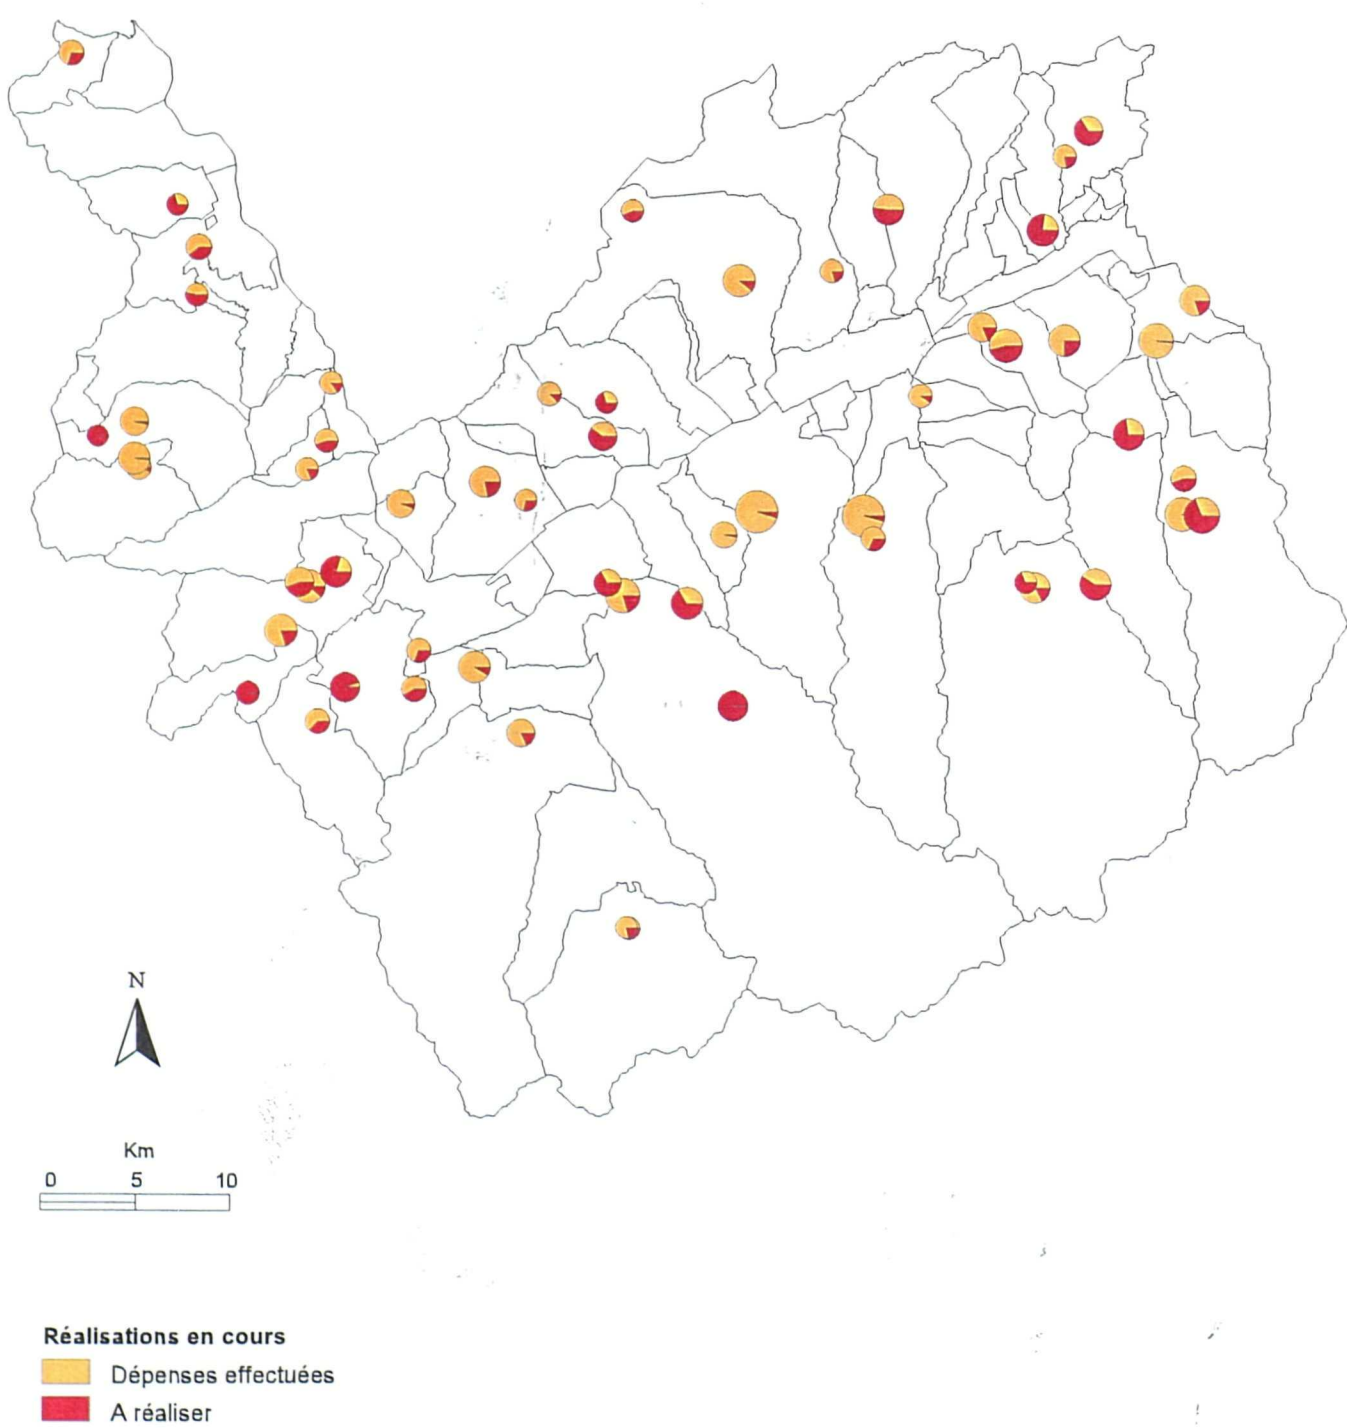 N
Km
0 5 10
Réalisations en cours
Dépenses effectuées
A réaliser